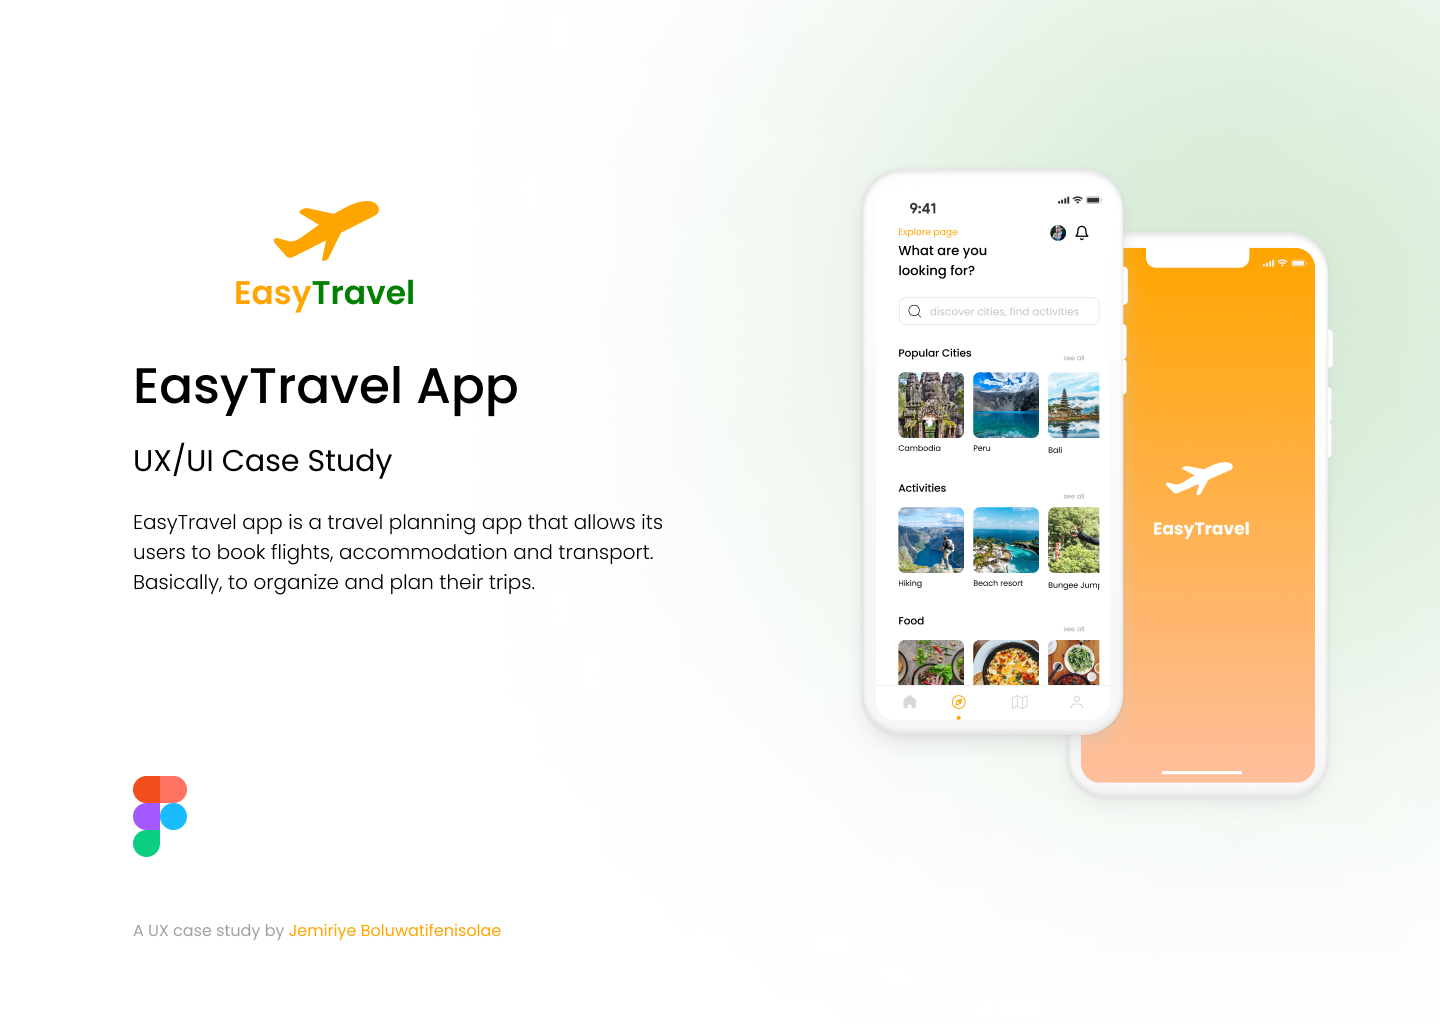 EasyTravel
EasyTravel App
UX/UI Case Study
EasyTravel app is a travel planning app that allows its
users to book flights, accommodation and transport.
Basically, to organize and plan their trips.
A UX case study by Jemiriye Boluwatifenisolae
9:41
Explore page
What are you
looking for?
discover cities, find activities
Popular Cities
see all
Cambodia
Peru
Bali
Activities
see all
Hiking
Beach resort
Bungee Jump
Food
see all
EasyTravel